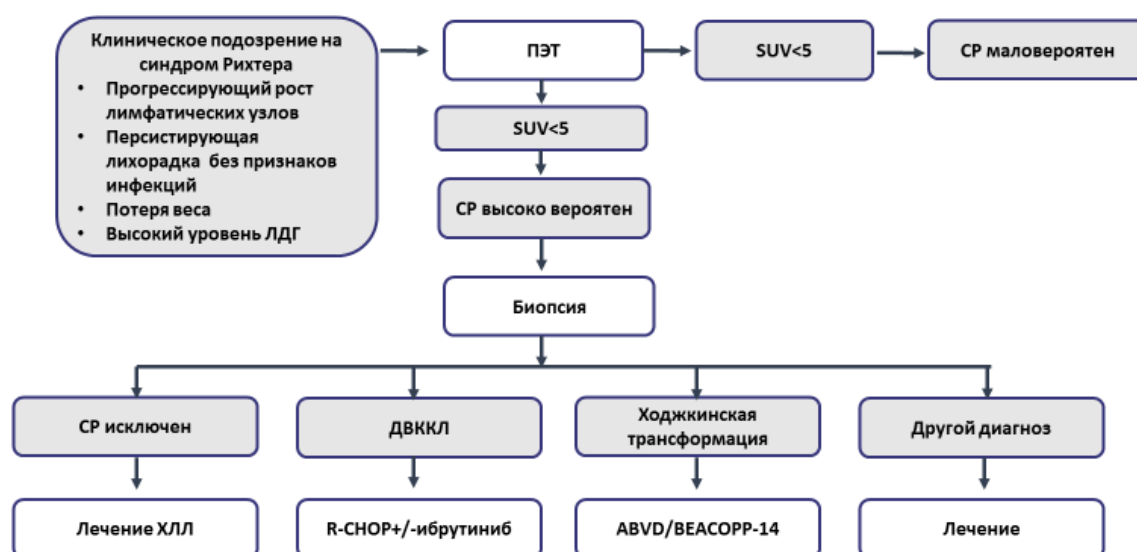 Клиническое подозрение на
синдром Рихтера
• Прогрессирующий рост
лимфатических узлов
• Персистирующая
лихорадка без признаков
инфекций
• Потеря веса
• Высокий уровень ЛДГ
ПЭТ
SUV<5
СР маловероятен
SUV<5
СР высоко вероятен
Биопсия
СР исключен
ДВККЛ
Ходжкинская
трансформация
Другой диагноз
Лечение ХЛЛ
R-CHOP+/-ибрутиниб
ABVD/BEACOPP-14
Лечение